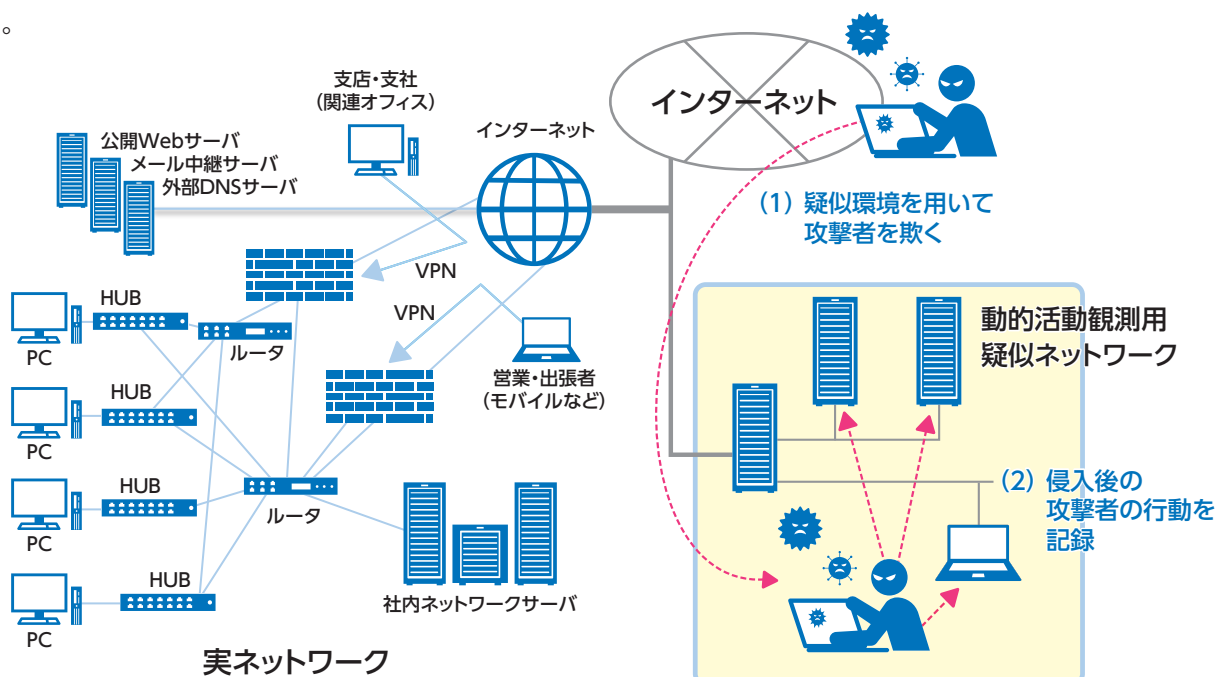 。
支店・支社
(関連オフィス)
インターネット
公開Webサーバ
メール中継サーバ
外部DNSサーバ
インターネット
(1) 疑似環境を用いて
攻撃者を欺く
VPN
VPN
HUB
ルータ
PC
営業・出張者
(モバイルなど)
HUB
PC
HUB
ルータ
PC
HUB
PC
社内ネットワークサーバ
実ネットワーク
動的活動観測用
疑似ネットワーク
(2) 侵入後の
攻撃者の行動を
記録